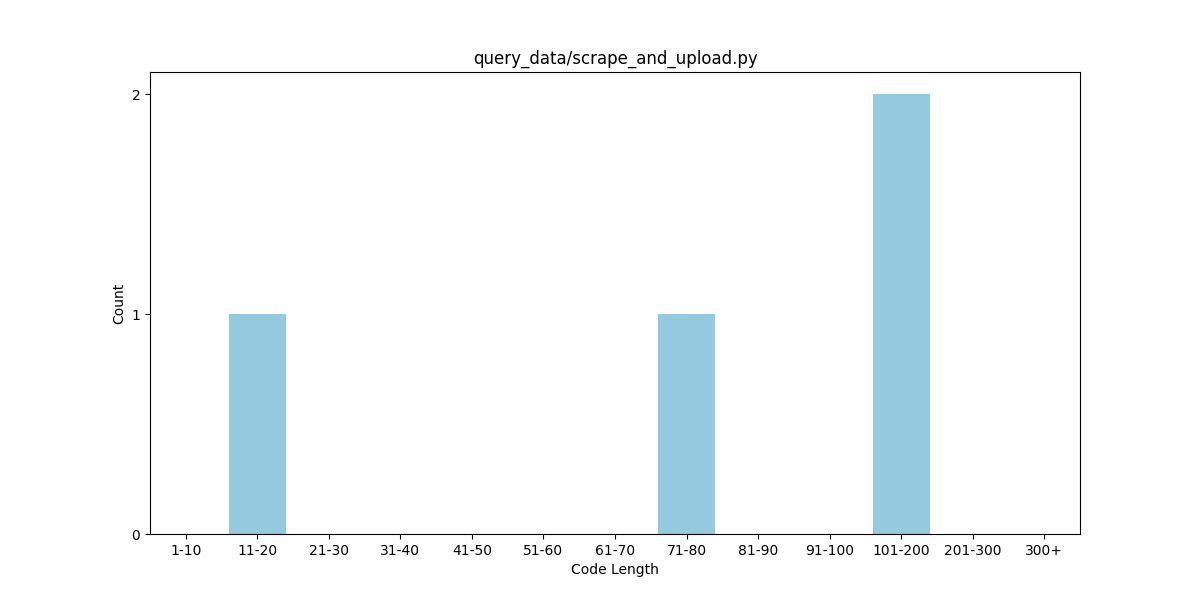 query_data/scrape_and_upload.py
2
1
0
Count
1-10 11-20 21-30 31-40 41-50 51-60 61-70 71-80 81-90 91-100 101-200 201-300 300+
Code Length